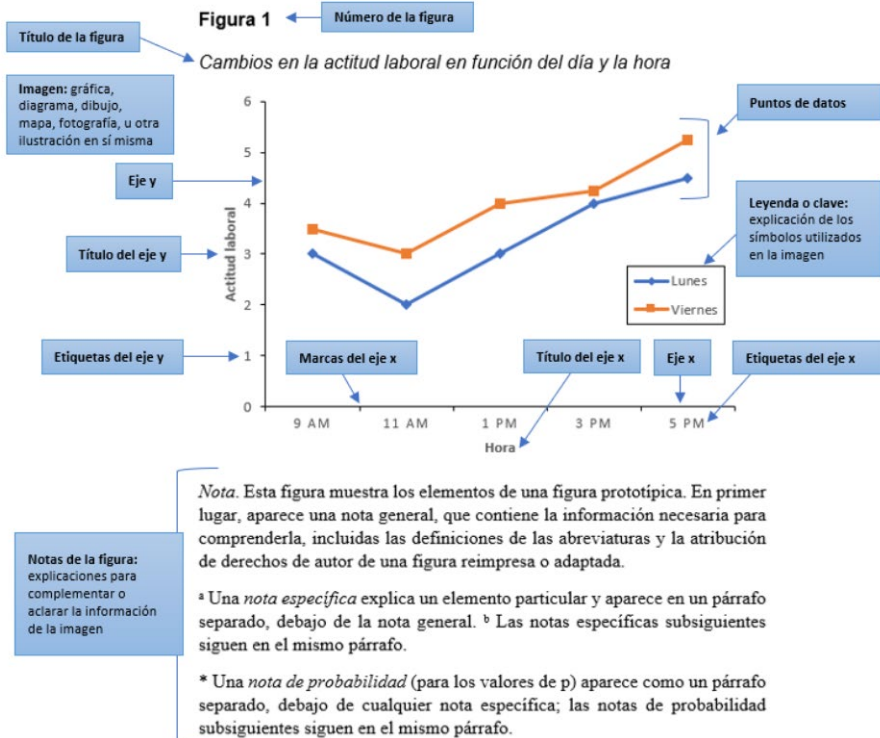 Figura 1
Número de la figura
Título de la figura
Cambios en la actitud laboral en función del día y la hora
Imagen: gráfica,
diagrama, dibujo,
mapa, fotografía, u otra
ilustración en sí misma
Puntos de datos
Eje y
Leyenda o clave:
explicación de los
símbolos utilizados
en la imagen
Título del eje y
Actitud laboral
6
5
4
3
2
1
0
Lunes
Viernes
Etiquetas del eje y
Marcas del eje x
Título del eje x
Eje x
Etiquetas del eje x
9 AM 11 AM 1 PM 3 PM 5 PM
Hora
Notas de la figura:
explicaciones para
complementar o
aclarar la información
de la imagen
Nota. Esta figura muestra los elementos de una figura prototípica. En primer
lugar, aparece una nota general, que contiene la información necesaria para
comprenderla, incluidas las definiciones de las abreviaturas y la atribución
de derechos de autor de una figura reimpresa o adaptada.
ᵃ Una nota específica explica un elemento particular y aparece en un párrafo
separado, debajo de la nota general. ᵇ Las notas específicas subsiguientes
siguen en el mismo párrafo.
* Una nota de probabilidad (para los valores de p) aparece como un párrafo
separado, debajo de cualquier nota específica; las notas de probabilidad
subsiguientes siguen en el mismo párrafo.